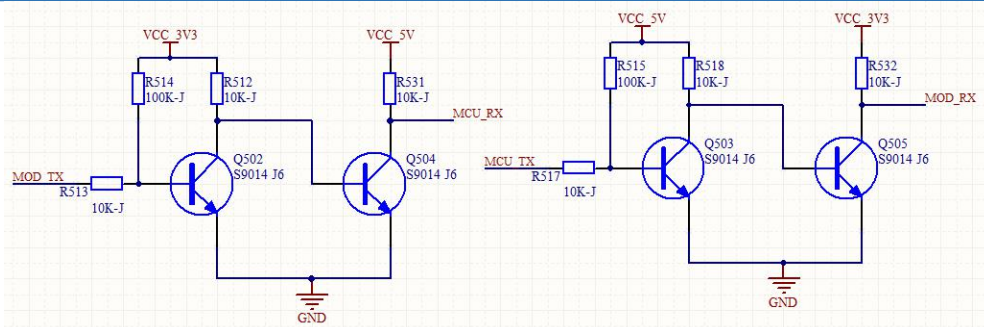 VCC_3V3
VCC_5V
R514
100K-J
R512
10K-J
R531
10K-J
MCU_RX
Q502
S9014 J6
Q504
S9014 J6
MOD_TX
R513
10K-J
GND
VCC_5V
VCC_3V3
R515
100K-J
R518
10K-J
R532
10K-J
MOD_RX
Q503
S9014 J6
Q505
S9014 J6
MCU_TX
R517
10K-J
GND